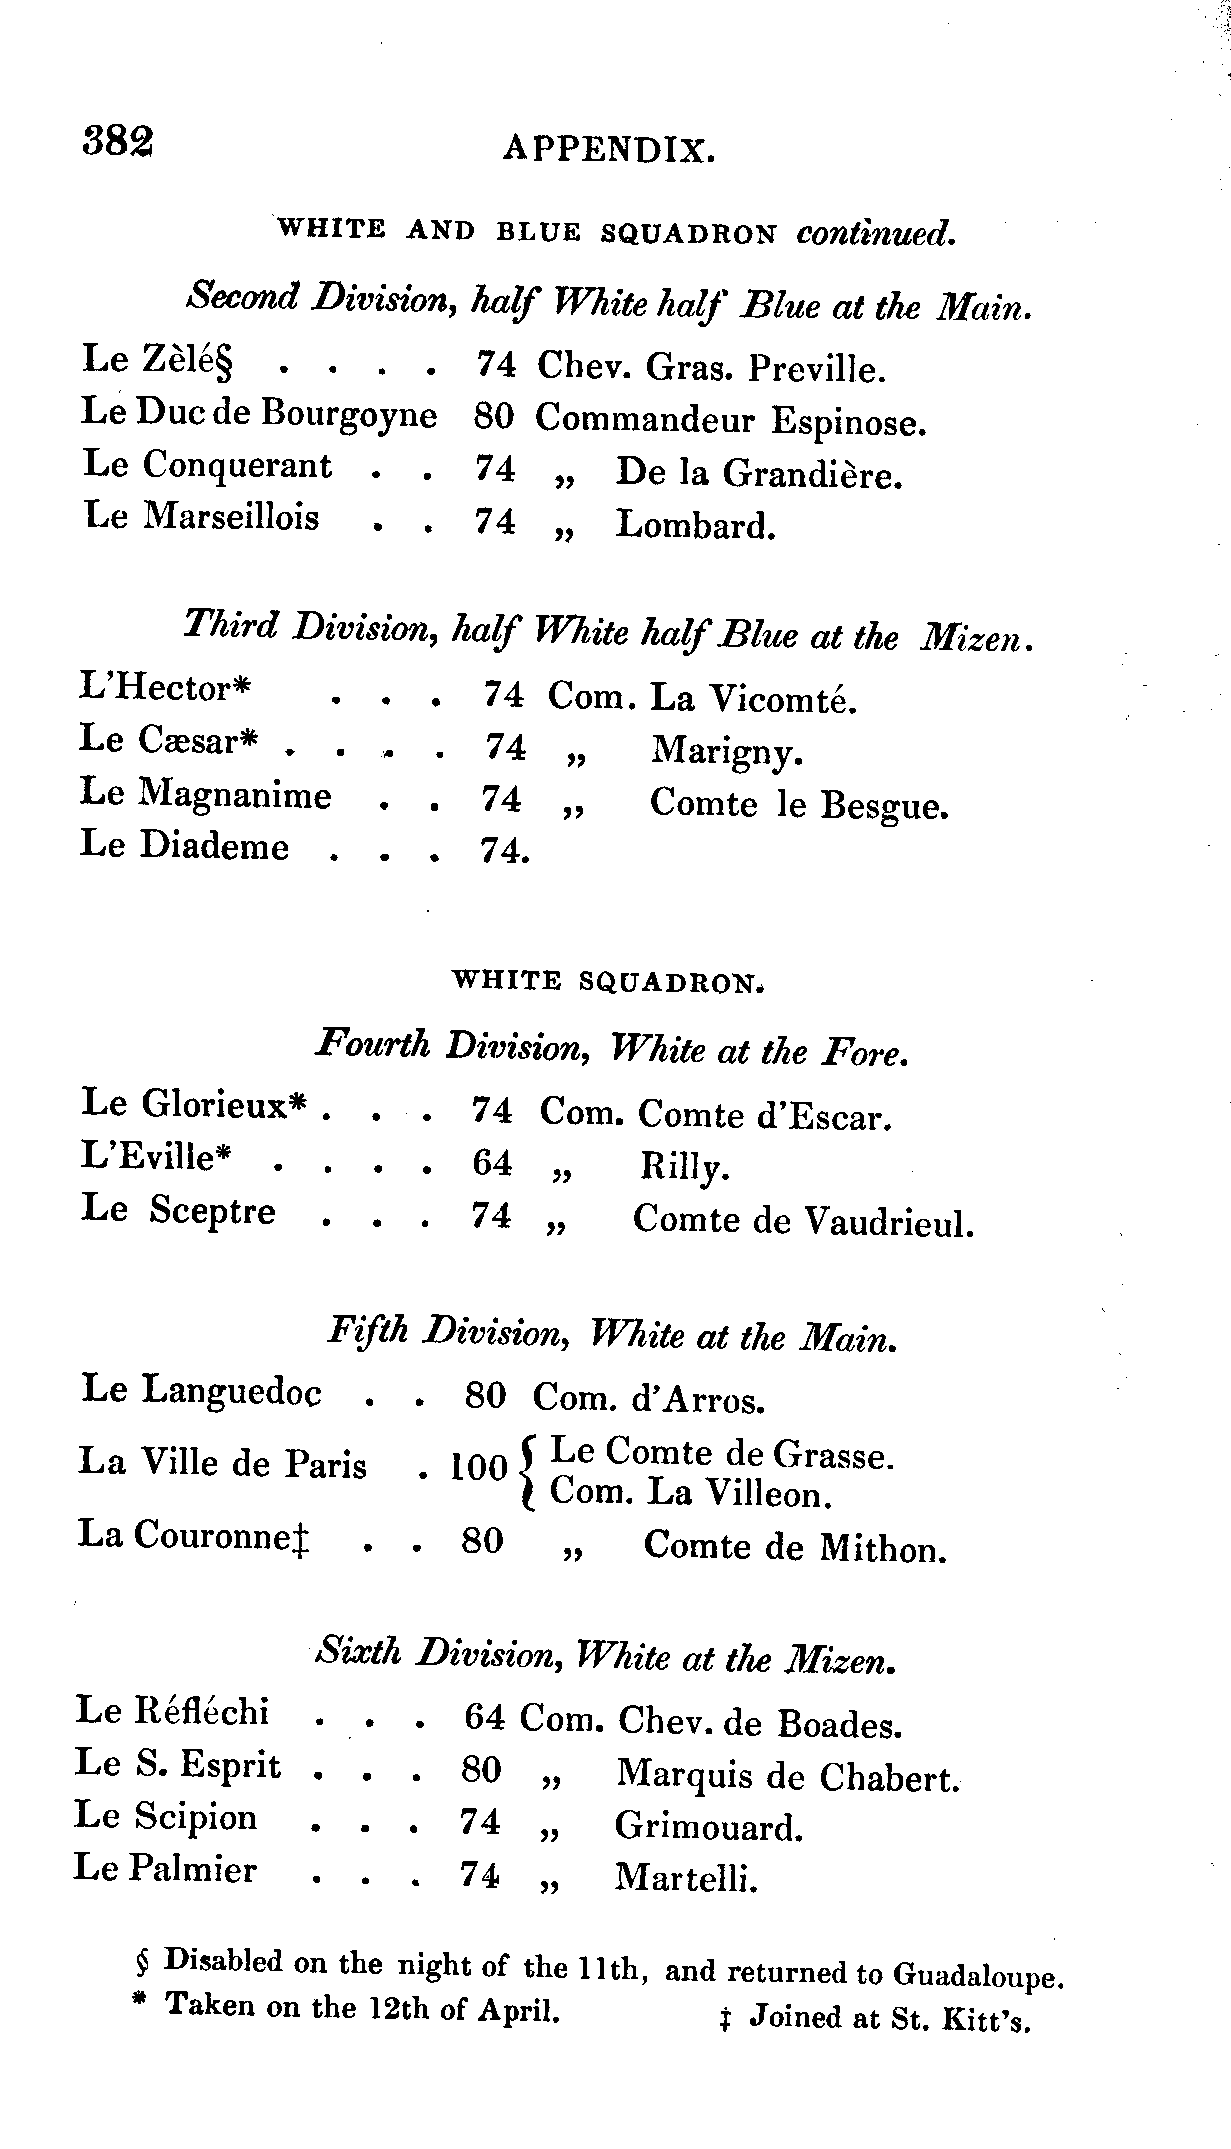 382 APPENDIX.
WHITE AND BLUE SQUADRON continued.
Second Division, half White half Blue at the Main.
Le Zèlé§ . . . . 74 Chev. Gras. Preville.
Le Duc de Bourgoyne 80 Commandeur Espinose.
Le Conquerant . . 74 „ De la Grandière.
Le Marseillois . . 74 „ Lombard.
Third Division, half White half Blue at the Mizen.
L'Hector* . . . 74 Com. La Vicomté.
Le Cæsar* . . . . 74 „ Marigny.
Le Magnanime . . 74 „ Comte le Besgue.
Le Diademe . . . 74.
WHITE SQUADRON.
Fourth Division, White at the Fore.
Le Glorieux* . . . 74 Com. Comte d'Escar.
L'Eville* . . . . 64 „ Rilly.
Le Sceptre . . . 74 „ Comte de Vaudrieul.
Fifth Division, White at the Main.
Le Languedoc . . 80 Com. d'Arros.
La Ville de Paris . 100 { Le Comte de Grasse.
Com. La Villeon.
La Couronne‡ . . 80 „ Comte de Mithon.
Sixth Division, White at the Mizen.
Le Réfléchi . . . 64 Com. Chev. de Boades.
Le S. Esprit . . . 80 „ Marquis de Chabert.
Le Scipion . . . 74 „ Grimouard.
Le Palmier . . . 74 „ Martelli.
§ Disabled on the night of the 11th, and returned to Guadaloupe.
* Taken on the 12th of April. ‡ Joined at St. Kitt's.